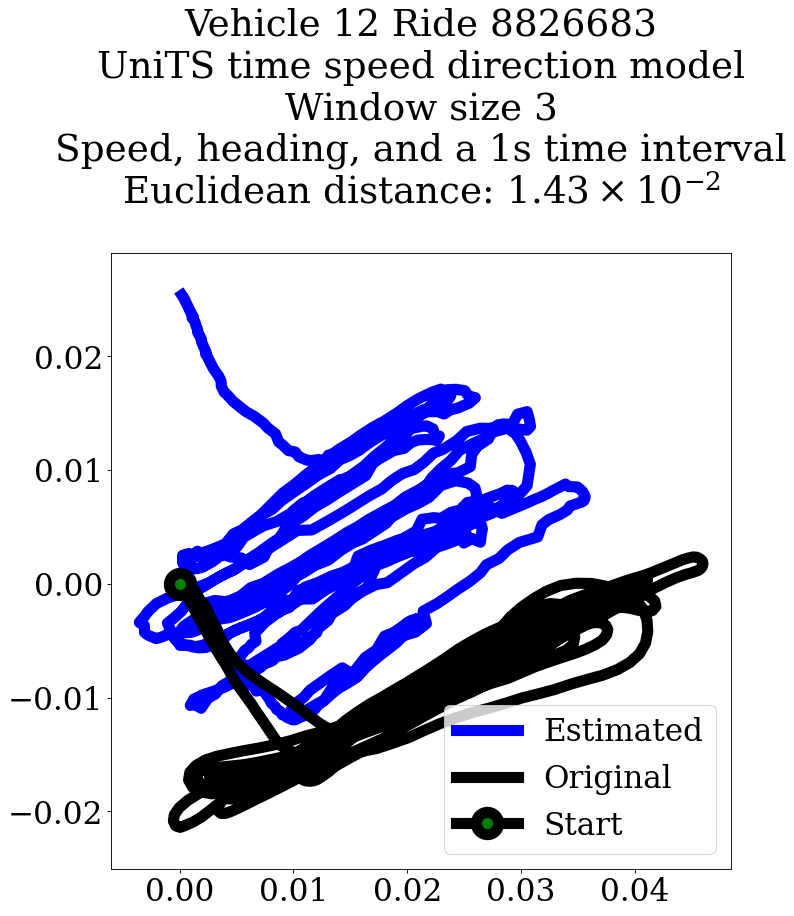 Vehicle 12 Ride 8826683
UniTS time speed direction model
Window size 3
Speed, heading, and a 1s time interval
Euclidean distance: 1.43 × 10⁻²
0.02
0.01
0.00
−0.01
−0.02
Estimated
Original
Start
0.00 0.01 0.02 0.03 0.04